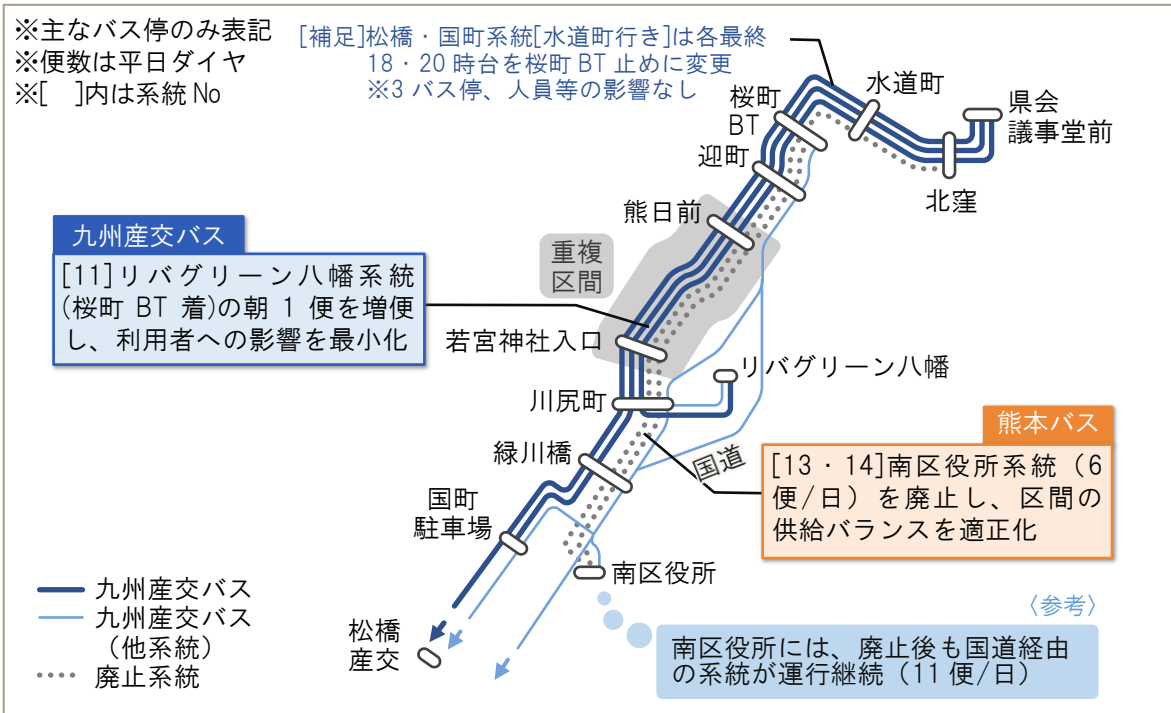 ※主なバス停のみ表記
※便数は平日ダイヤ
※[　]内は系統 No
[補足]松橋・国町系統[水道町行き]は各最終
18・20 時台を桜町 BT 止めに変更
※3 バス停、人員等の影響なし
桜町
BT
水道町
県会
議事堂前
迎町
北窪
熊日前
九州産交バス
[11]リバグリーン八幡系統
(桜町 BT 着)の朝 1 便を増便
し、利用者への影響を最小化
重複
区間
若宮神社入口
リバグリーン八幡
川尻町
熊本バス
[13・14]南区役所系統（6
便/日）を廃止し、区間の
供給バランスを適正化
緑川橋
国道
国町
駐車場
南区役所
九州産交バス
九州産交バス
（他系統）
廃止系統
松橋
産交
〈参考〉
南区役所には、廃止後も国道経由
の系統が運行継続（11 便/日）